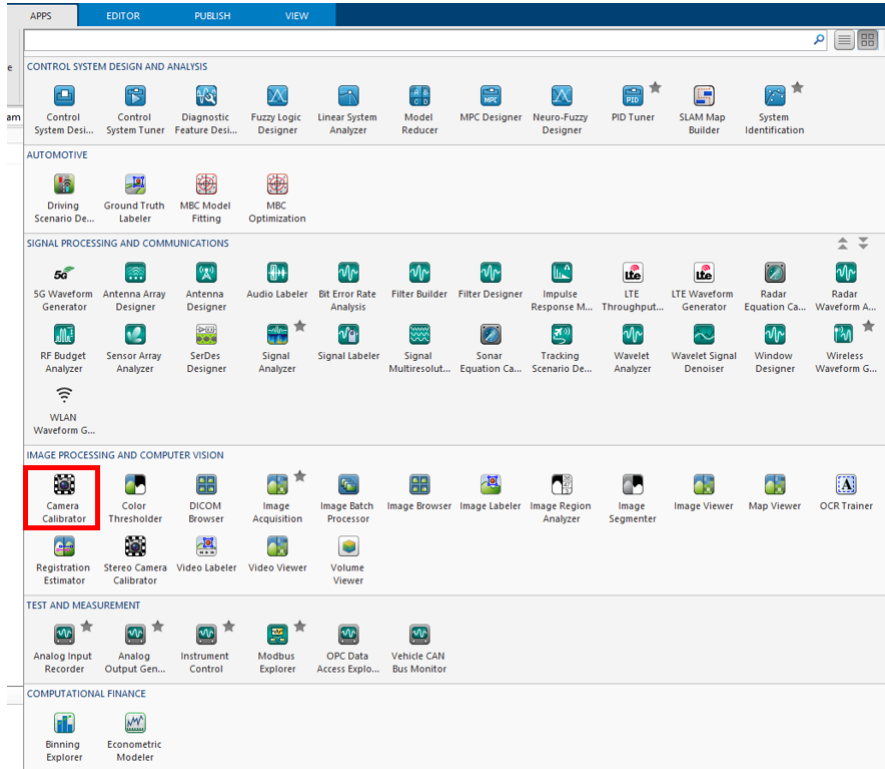 APPS EDITOR PUBLISH VIEW
e
am
CONTROL SYSTEM DESIGN AND ANALYSIS
Control System Desi...
Control System Tuner
Diagnostic Feature Desi...
Fuzzy Logic Designer
Linear System Analyzer
Model Reducer
MPC
MPC Designer
Neuro-Fuzzy Designer
PID
PID Tuner
SLAM Map Builder
System Identification
AUTOMOTIVE
Driving Scenario De...
Ground Truth Labeler
MBC Model Fitting
MBC Optimization
SIGNAL PROCESSING AND COMMUNICATIONS
5G
5G Waveform Generator
Antenna Array Designer
Antenna Designer
Audio Labeler
Bit Error Rate Analysis
Filter Builder
Filter Designer
Impulse Response M...
LTE Throughput...
LTE Waveform Generator
Radar Equation Ca...
Radar Waveform A...
RF Budget Analyzer
Sensor Array Analyzer
SerDes Designer
Signal Analyzer
Signal Labeler
Signal Multiresolut...
Sonar Equation Ca...
Tracking Scenario De...
Wavelet Analyzer
Wavelet Signal Denoiser
Window Designer
Wireless Waveform G...
WLAN Waveform G...
IMAGE PROCESSING AND COMPUTER VISION
Camera Calibrator
Color Thresholder
DICOM Browser
Image Acquisition
Image Batch Processor
Image Browser
Image Labeler
Image Region Analyzer
Image Segmenter
Image Viewer
Map Viewer
A
OCR Trainer
Registration Estimator
Stereo Camera Calibrator
Video Labeler
Video Viewer
Volume Viewer
TEST AND MEASUREMENT
Analog Input Recorder
Analog Output Gen...
Instrument Control
Modbus Explorer
OPC Data Access Explo...
Vehicle CAN Bus Monitor
COMPUTATIONAL FINANCE
Binning Explorer
Econometric Modeler